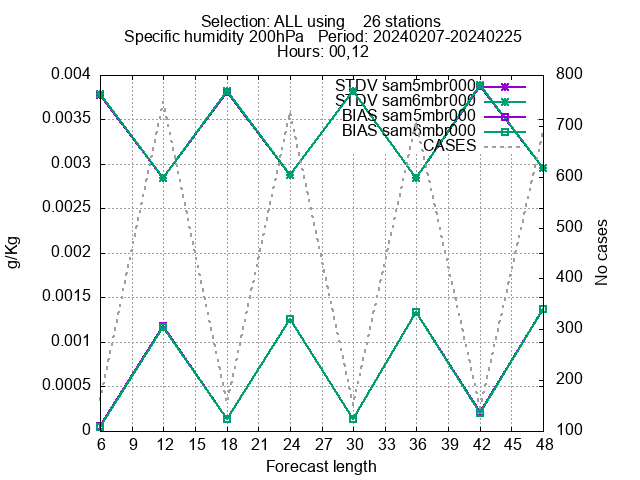 Selection: ALL using    26 stations
Specific humidity 200hPa   Period: 20240207-20240225
Hours: 00,12
0.004
0.0035
0.003
0.0025
0.002
0.0015
0.001
0.0005
0
g/Kg
STDV sam5mbr000
STDV sam6mbr000
BIAS sam5mbr000
BIAS sam6mbr000
CASES
800
700
600
500
400
300
200
100
No cases
6 9 12 15 18 21 24 27 30 33 36 39 42 45 48
Forecast length